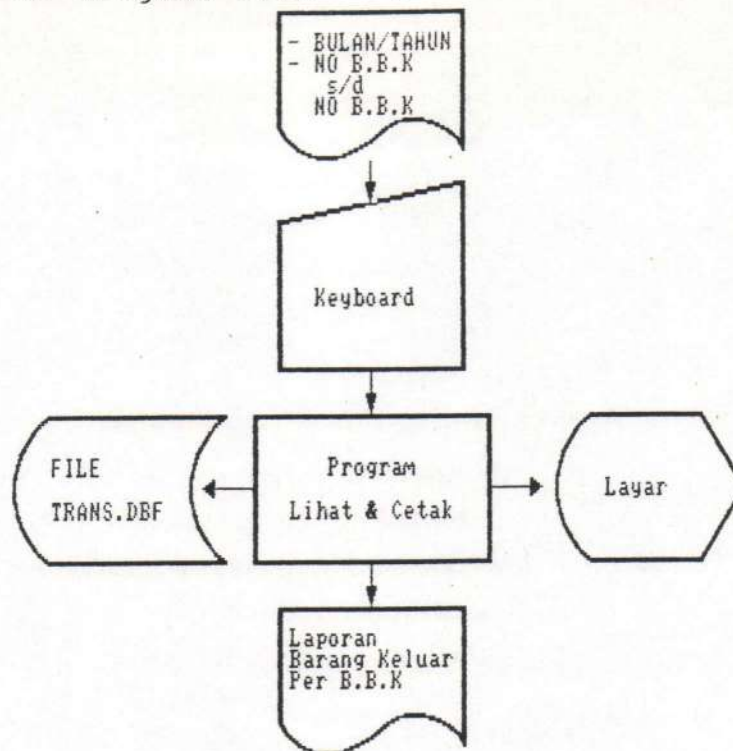 - BULAN/TAHUN
- NO B.B.K
s/d
NO B.B.K
Keyboard
FILE
TRANS.DBF
Program
Lihat & Cetak
Layar
Laporan
Barang Keluar
Per B.B.K